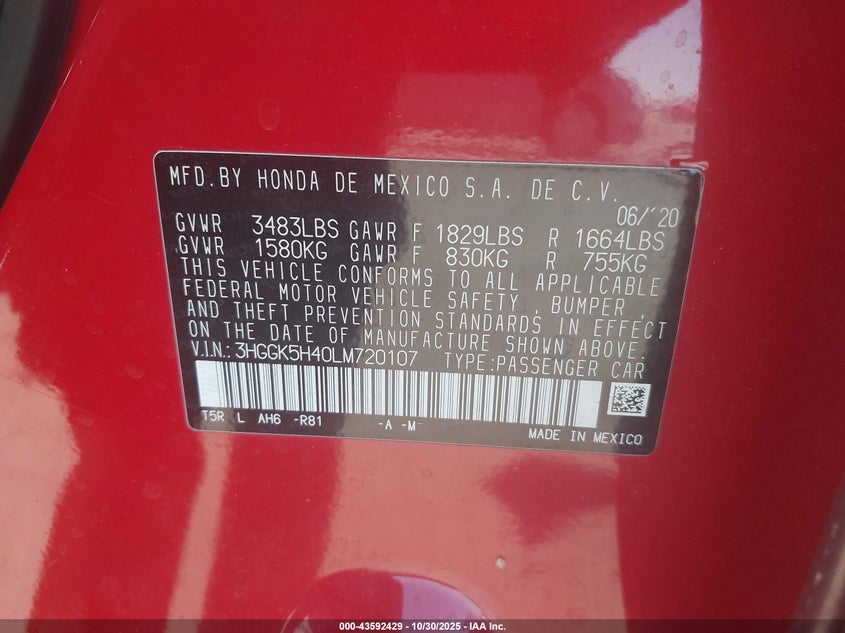 MFD. BY HONDA DE MEXICO S.A. DE C.V.
06/'20
GVWR 3483LBS GAWR F 1829LBS R 1664LBS
GVWR 1580KG GAWR F 830KG R 755KG
THIS VEHICLE CONFORMS TO ALL APPLICABLE
FEDERAL MOTOR VEHICLE SAFETY , BUMPER ,
AND THEFT PREVENTION STANDARDS IN EFFECT
ON THE DATE OF MANUFACTURE SHOWN ABOVE.
V.I.N.:3HGGK5H40LM720107 TYPE:PASSENGER CAR
T5R L AH6 -R81 -A -M
MADE IN MEXICO
000-43592429 - 10/30/2025 - IAA Inc.